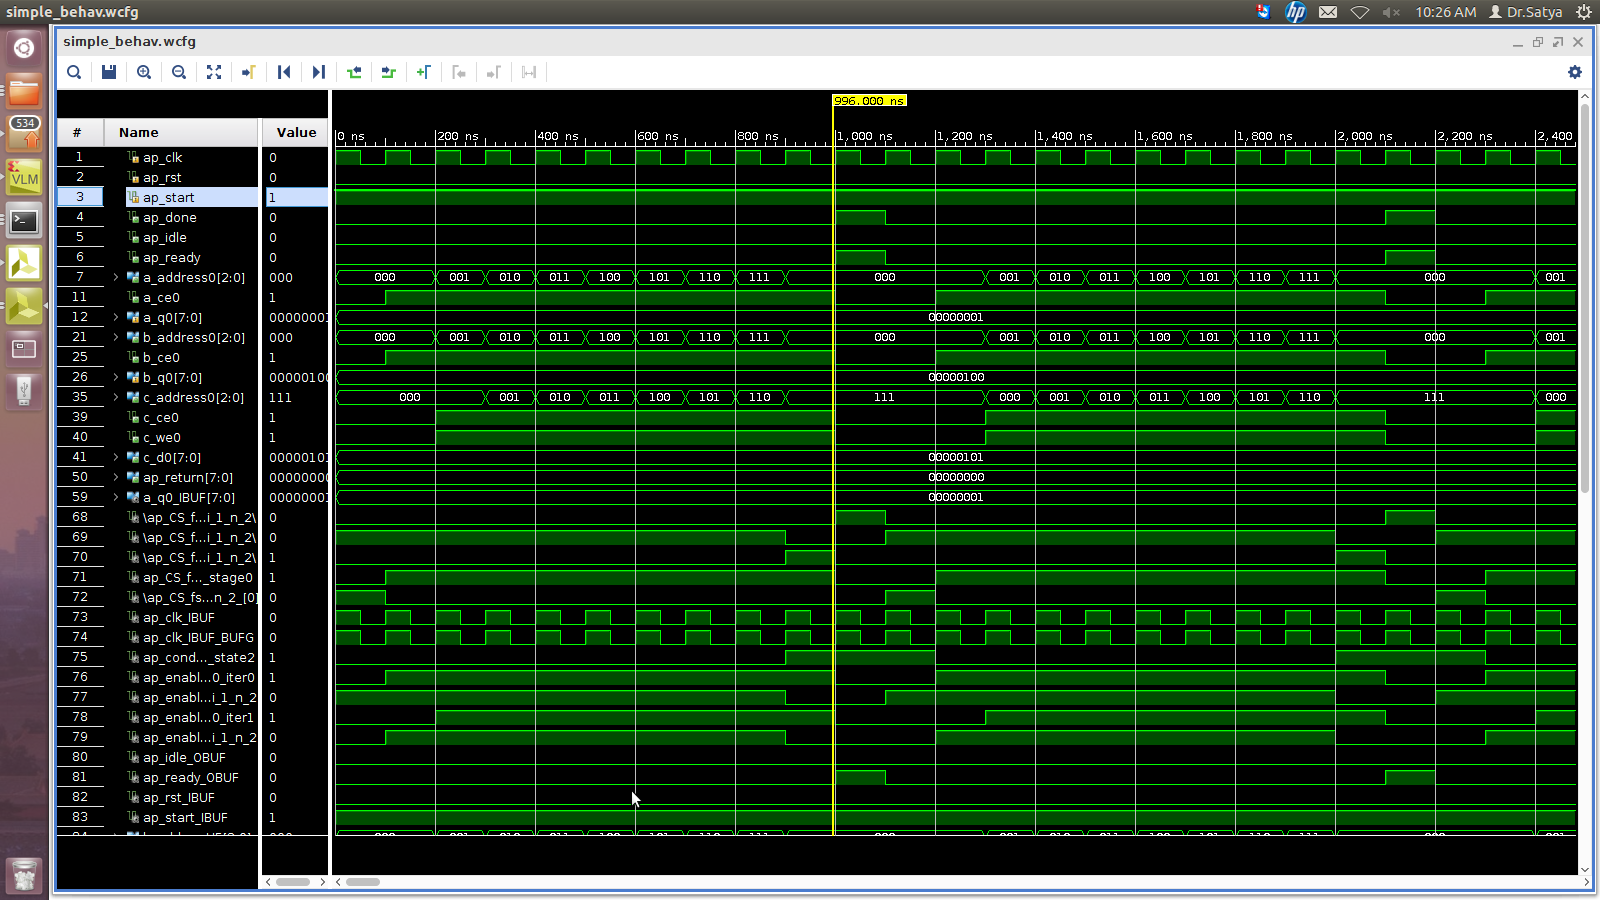 simple_behav.wcfg
10:26 AM
Dr.Satya
simple_behav.wcfg
534
VLM
996.000 ns
# Name Value
0 ns 200 ns 400 ns 600 ns 800 ns 1,000 ns 1,200 ns 1,400 ns 1,600 ns 1,800 ns 2,000 ns 2,200 ns 2,400
1 ap_clk 0
2 ap_rst 0
3 ap_start 1
4 ap_done 0
5 ap_idle 0
6 ap_ready 0
7 a_address0[2:0] 000 000 001 010 011 100 101 110 111 000 001 010 011 100 101 110 111 000 001
11 a_ce0 1
12 a_q0[7:0] 00000001 00000001
21 b_address0[2:0] 000 000 001 010 011 100 101 110 111 000 001 010 011 100 101 110 111 000 001
25 b_ce0 1
26 b_q0[7:0] 00000100 00000100
35 c_address0[2:0] 111 000 001 010 011 100 101 110 111 000 001 010 011 100 101 110 111 000
39 c_ce0 1
40 c_we0 1
41 c_d0[7:0] 00000101 00000101
50 ap_return[7:0] 00000000 00000000
59 a_q0_IBUF[7:0] 00000001 00000001
68 \ap_CS_f...i_1_n_2\ 0
69 \ap_CS_f...i_1_n_2\ 0
70 \ap_CS_f...i_1_n_2\ 1
71 ap_CS_f..._stage0 1
72 \ap_CS_fs...n_2_[0] 0
73 ap_clk_IBUF 0
74 ap_clk_IBUF_BUFG 0
75 ap_cond..._state2 1
76 ap_enabl...0_iter0 1
77 ap_enabl...i_1_n_2 0
78 ap_enabl...0_iter1 1
79 ap_enabl...i_1_n_2 0
80 ap_idle_OBUF 0
81 ap_ready_OBUF 0
82 ap_rst_IBUF 0
83 ap_start_IBUF 1